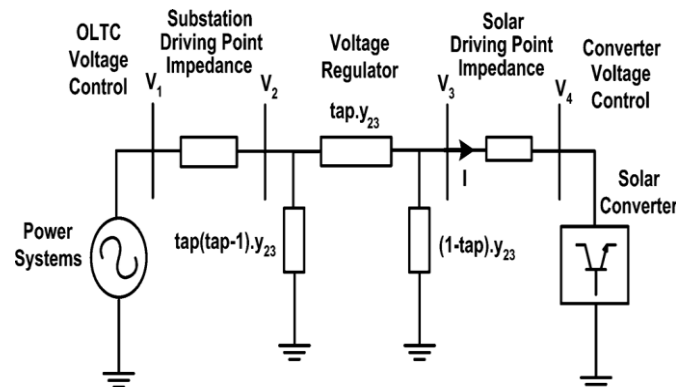 OLTC
Voltage
Control
Substation
Driving Point
Impedance
Voltage
Regulator
Solar
Driving Point
Impedance
Converter
Voltage
Control
V1
V2
tap.y23
V3
V4
I
Power
Systems
tap(tap-1).y23
(1-tap).y23
Solar
Converter